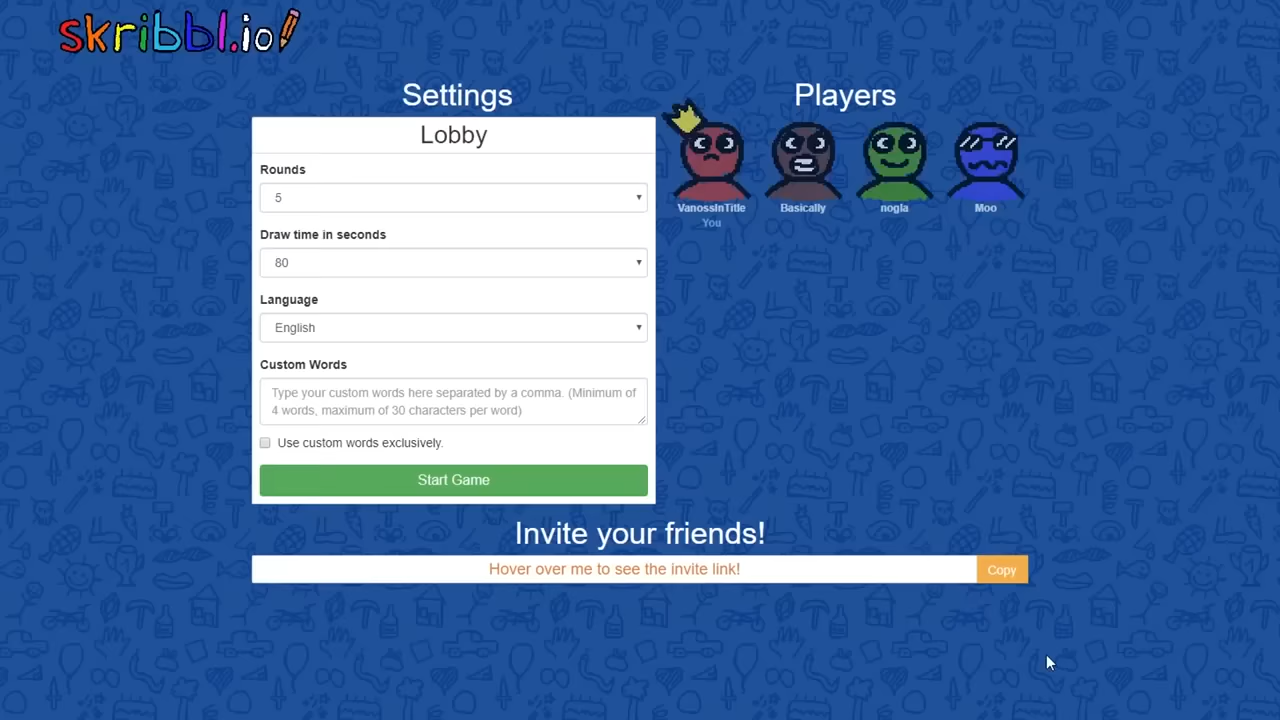 skribbl.io
Settings
Players
Lobby
Rounds
5
Draw time in seconds
80
Language
English
Custom Words
Type your custom words here separated by a comma. (Minimum of
4 words, maximum of 30 characters per word)
Use custom words exclusively.
Start Game
VanossInTitle
Basically
nogla
Moo
You
Invite your friends!
Hover over me to see the invite link!
Copy